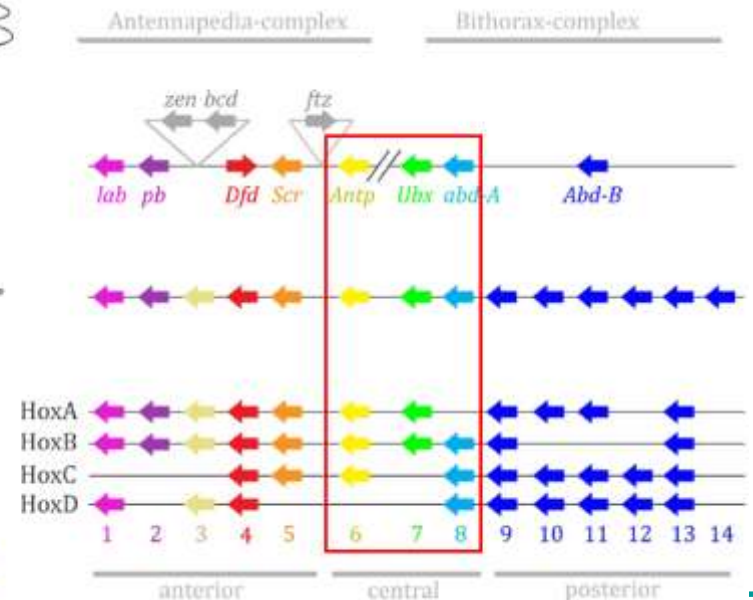 Antennapedia-complex Bithorax-complex
zen bcd ftz
lab pb Dfd Scr Antp Ubx abd-A Abd-B
HoxA
HoxB
HoxC
HoxD
1 2 3 4 5 6 7 8 9 10 11 12 13 14
anterior central posterior